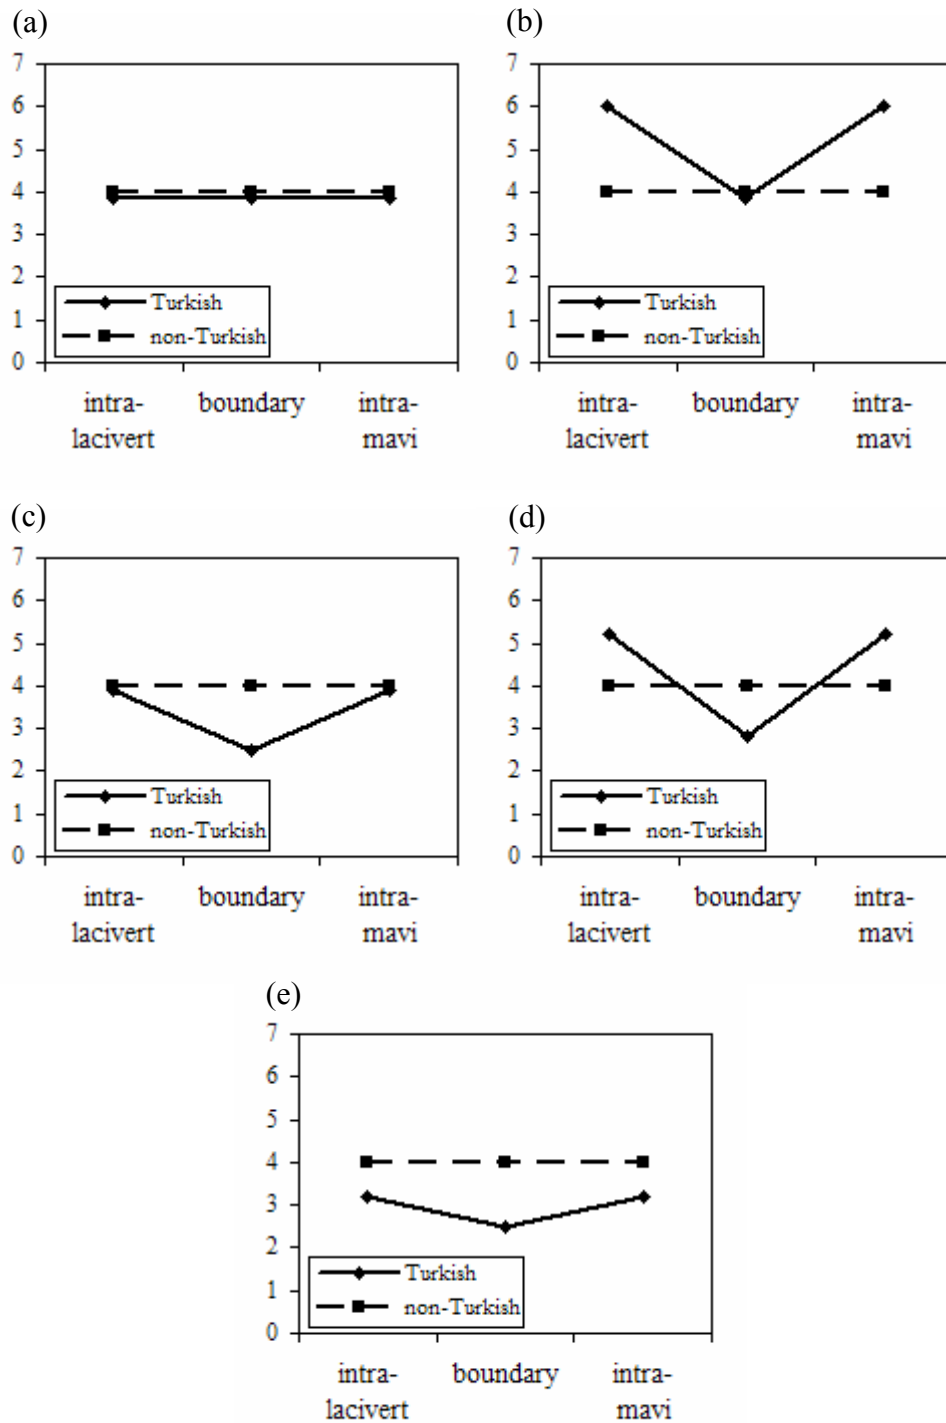 (a)
7
6
5
4
3
2
1
0
Turkish
non-Turkish
intra-
lacivert
boundary
intra-
mavi
(b)
7
6
5
4
3
2
1
0
Turkish
non-Turkish
intra-
lacivert
boundary
intra-
mavi
(c)
7
6
5
4
3
2
1
0
Turkish
non-Turkish
intra-
lacivert
boundary
intra-
mavi
(d)
7
6
5
4
3
2
1
0
Turkish
non-Turkish
intra-
lacivert
boundary
intra-
mavi
(e)
7
6
5
4
3
2
1
0
Turkish
non-Turkish
intra-
lacivert
boundary
intra-
mavi